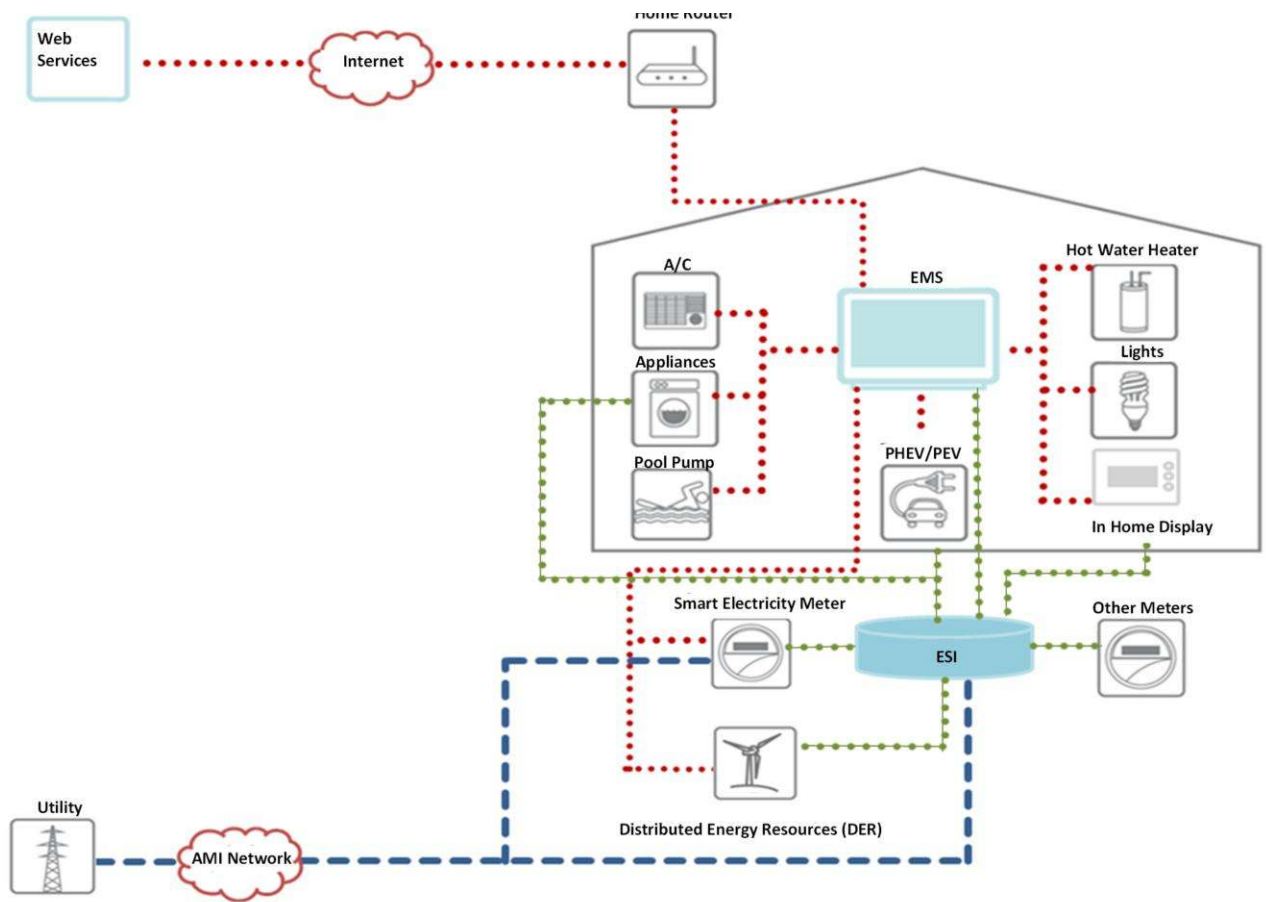 Home Router
Web
Services
Internet
Hot Water Heater
A/C
EMS
Lights
Appliances
PHEV/PEV
Pool Pump
In Home Display
Smart Electricity Meter
Other Meters
ESI
Utility
Distributed Energy Resources (DER)
AMI Network